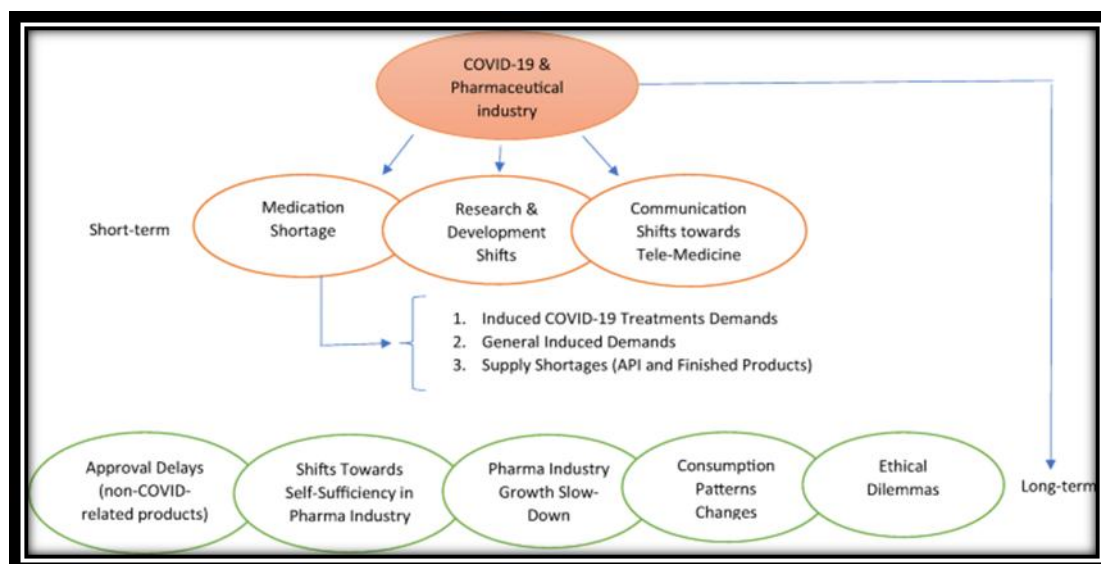 COVID-19 &
Pharmaceutical
industry
Short-term
Medication
Shortage
Research &
Development
Shifts
Communication
Shifts towards
Tele-Medicine
1. Induced COVID-19 Treatments Demands
2. General Induced Demands
3. Supply Shortages (API and Finished Products)
Approval Delays
(non-COVID-
related products)
Shifts Towards
Self-Sufficiency in
Pharma Industry
Pharma Industry
Growth Slow-
Down
Consumption
Patterns
Changes
Ethical
Dilemmas
Long-term